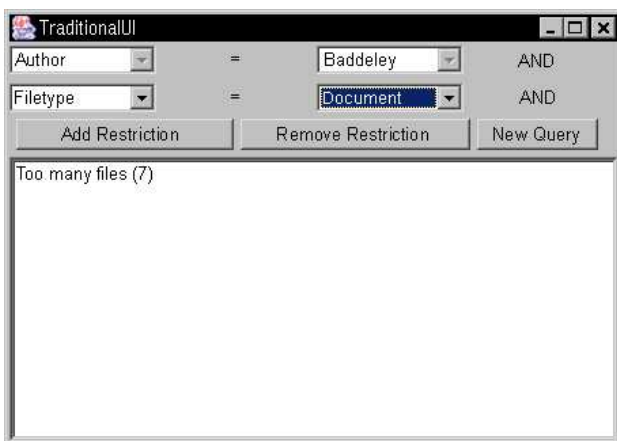 TraditionalUI
Author = Baddeley AND
Filetype = Document AND
Add Restriction Remove Restriction New Query
Too many files (7)